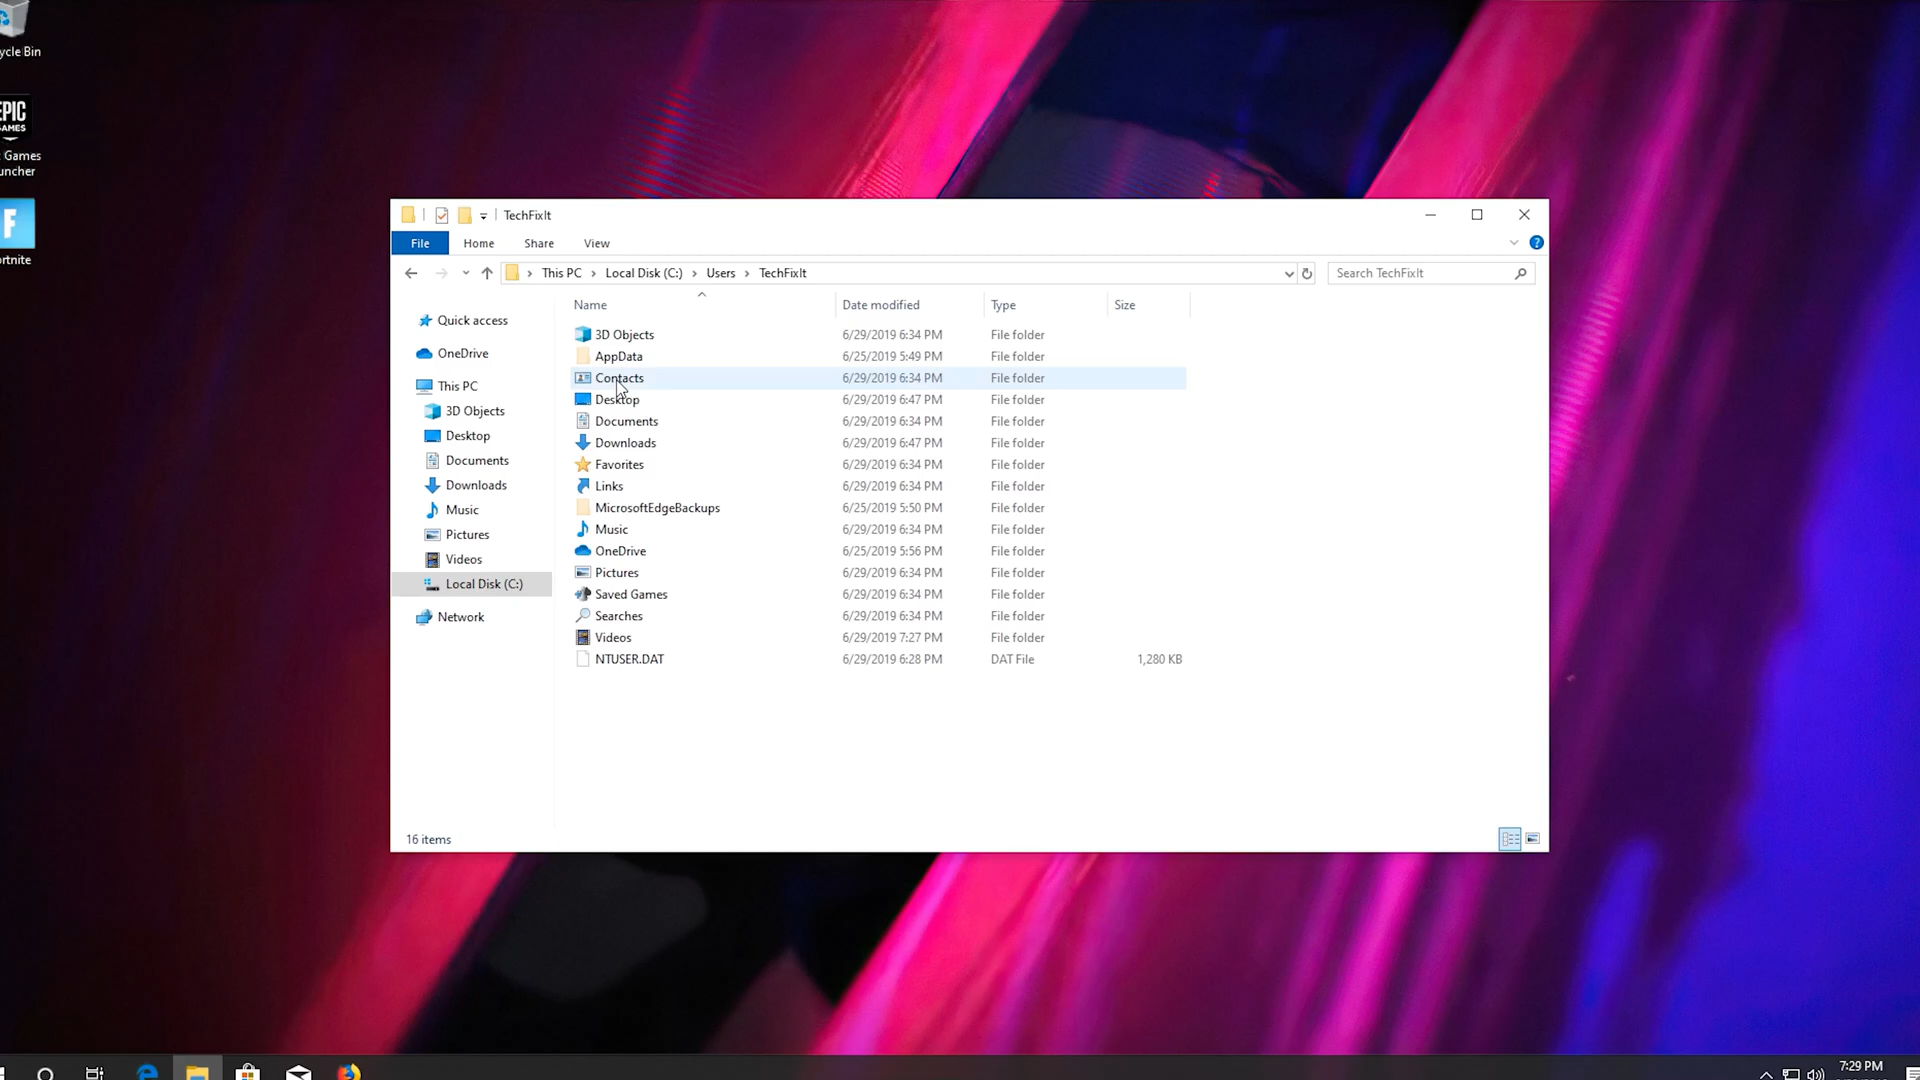 ycle Bin
EPIC
GAMES
Games
uncher
F
ortnite
TechFixIt
File Home Share View
This PC Local Disk (C:) Users TechFixIt
Search TechFixIt
Name Date modified Type Size
Quick access
OneDrive
This PC
3D Objects
Desktop
Documents
Downloads
Music
Pictures
Videos
Local Disk (C:)
Network
3D Objects 6/29/2019 6:34 PM File folder
AppData 6/25/2019 5:49 PM File folder
Contacts 6/29/2019 6:34 PM File folder
Desktop 6/29/2019 6:47 PM File folder
Documents 6/29/2019 6:34 PM File folder
Downloads 6/29/2019 6:47 PM File folder
Favorites 6/29/2019 6:34 PM File folder
Links 6/29/2019 6:34 PM File folder
MicrosoftEdgeBackups 6/25/2019 5:50 PM File folder
Music 6/29/2019 6:34 PM File folder
OneDrive 6/25/2019 5:56 PM File folder
Pictures 6/29/2019 6:34 PM File folder
Saved Games 6/29/2019 6:34 PM File folder
Searches 6/29/2019 6:34 PM File folder
Videos 6/29/2019 7:27 PM File folder
NTUSER.DAT 6/29/2019 6:28 PM DAT File 1,280 KB
16 items
7:29 PM